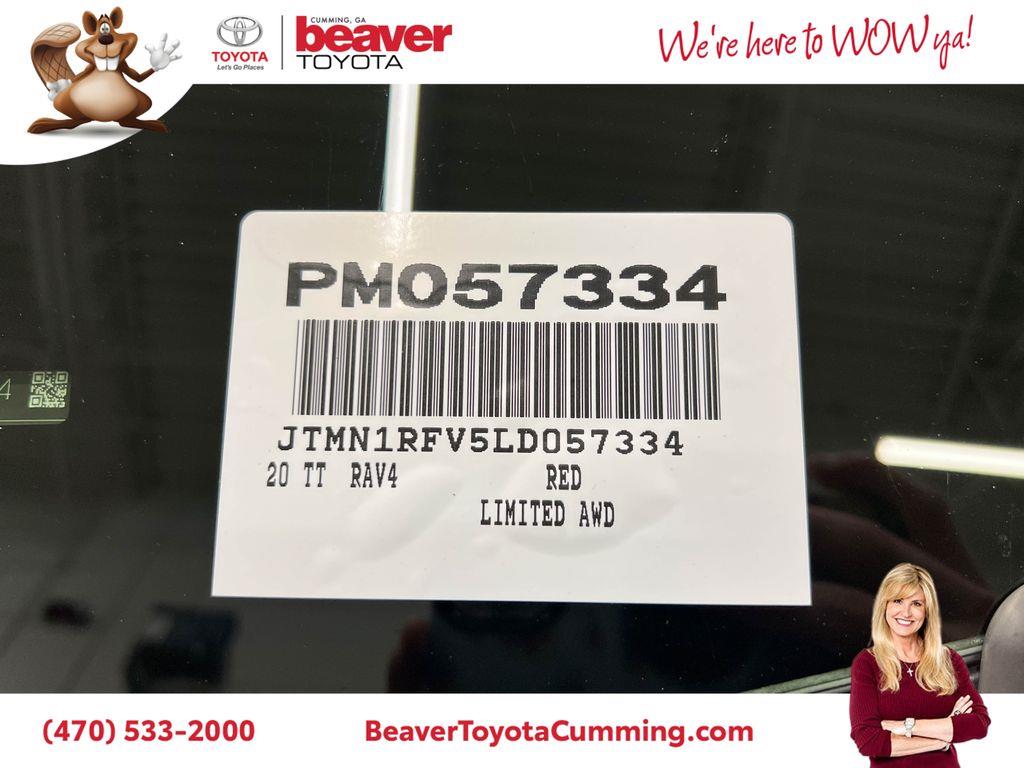 CUMMING, GA
beaver
TOYOTA
TOYOTA
Let's Go Places
We're here to WOW ya!
PM057334
JTMN1RFV5LD057334
20 TT RAV4 RED
LIMITED AWD
4
(470) 533-2000
BeaverToyotaCumming.com